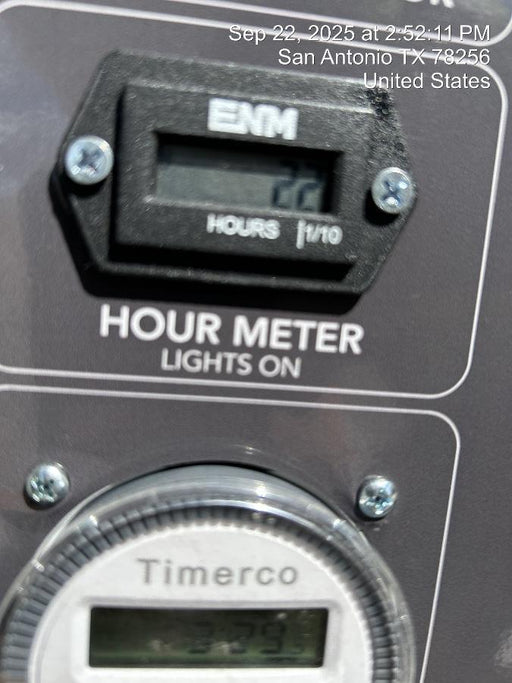 Sep 22, 2025 at 2:52:11 PM
San Antonio TX 78256
United States
ENM
22
HOURS 1/10
HOUR METER
LIGHTS ON
Timerco